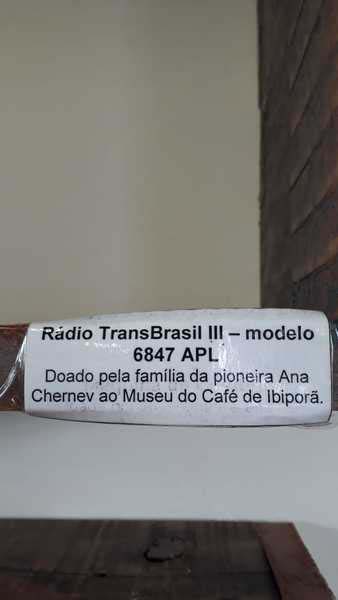 Rádio TransBrasil III – modelo
6847 APL
Doado pela família da pioneira Ana
Chernev ao Museu do Café de Ibiporã.